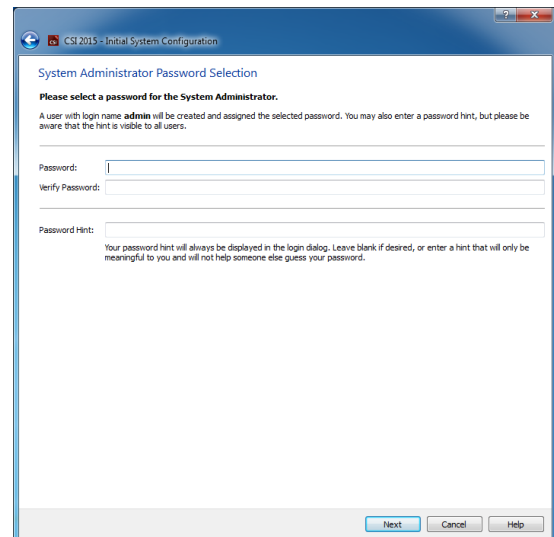 CSI 2015 - Initial System Configuration
System Administrator Password Selection
Please select a password for the System Administrator.
A user with login name admin will be created and assigned the selected password. You may also enter a password hint, but please be
aware that the hint is visible to all users.
Password:
Verify Password:
Password Hint:
Your password hint will always be displayed in the login dialog. Leave blank if desired, or enter a hint that will only be
meaningful to you and will not help someone else guess your password.
Next Cancel Help